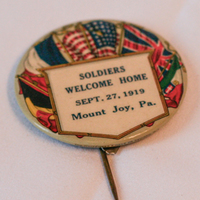 SOLDIERS
WELCOME HOME
SEPT. 27, 1919
Mount Joy, Pa.